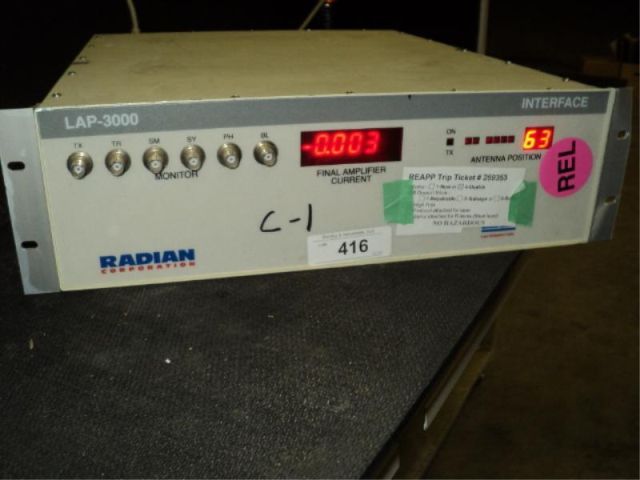 LAP-3000
INTERFACE
TX TR SM SY PH BL
MONITOR
-0.003
FINAL AMPLIFIER
CURRENT
ON
TX
63
ANTENNA POSITION
REL
REAPP Trip Ticket # 259353
NO HAZARDOUS
C-1
416
RADIAN
CORPORATION